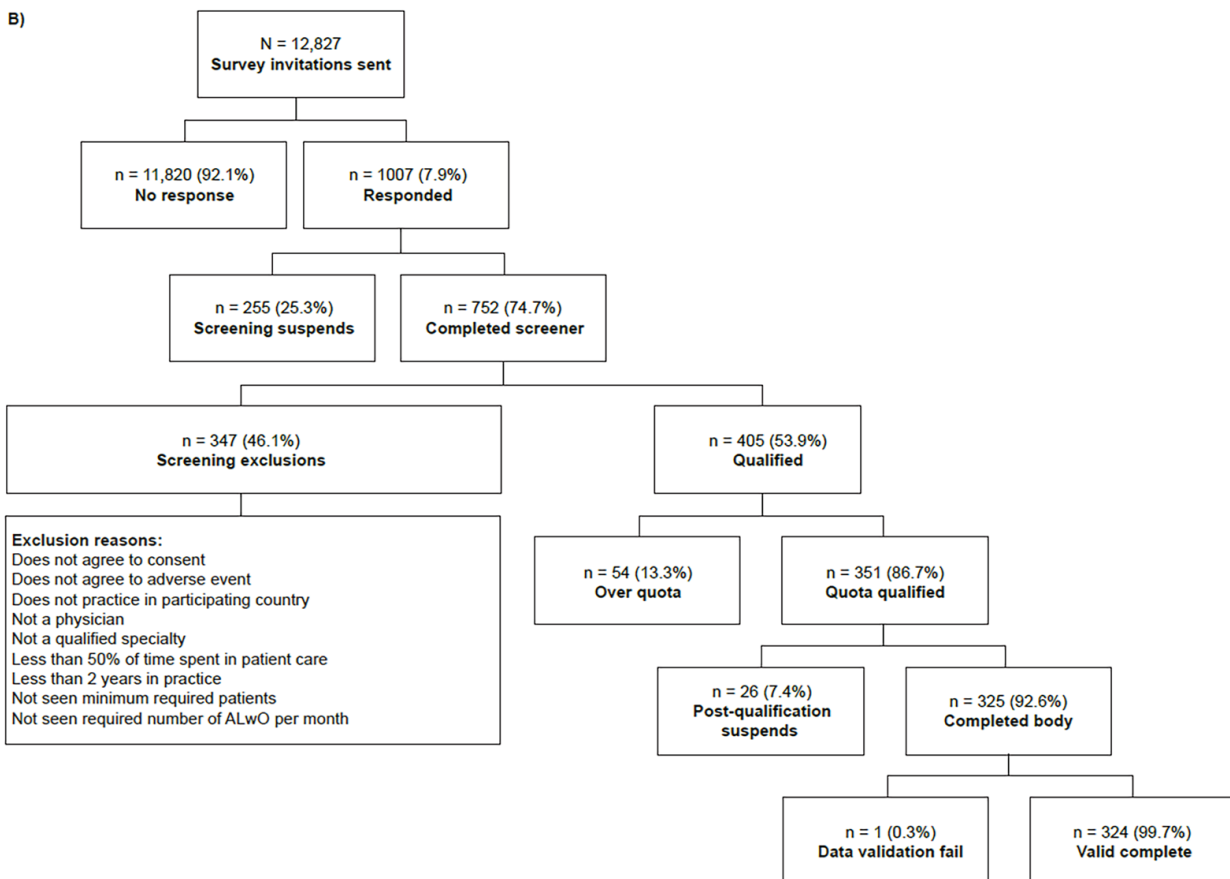 B)
N = 12,827
Survey invitations sent
n = 11,820 (92.1%)
No response
n = 1007 (7.9%)
Responded
n = 255 (25.3%)
Screening suspends
n = 752 (74.7%)
Completed screener
n = 347 (46.1%)
Screening exclusions
n = 405 (53.9%)
Qualified
Exclusion reasons:
Does not agree to consent
Does not agree to adverse event
Does not practice in participating country
Not a physician
Not a qualified specialty
Less than 50% of time spent in patient care
Less than 2 years in practice
Not seen minimum required patients
Not seen required number of ALwO per month
n = 54 (13.3%)
Over quota
n = 351 (86.7%)
Quota qualified
n = 26 (7.4%)
Post-qualification
suspends
n = 325 (92.6%)
Completed body
n = 1 (0.3%)
Data validation fail
n = 324 (99.7%)
Valid complete